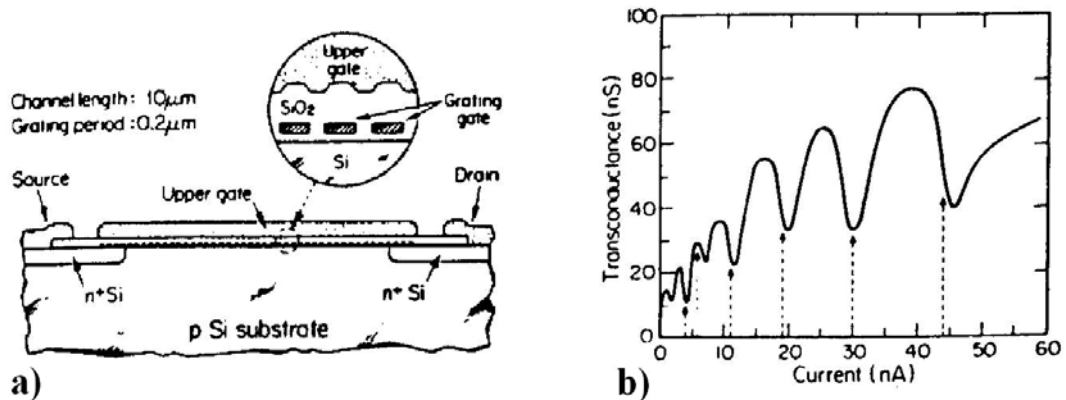 Channel length: 10μm
Grating period: 0.2μm
Upper
gate
SiO₂
Grating
gate
Si
Source
Upper gate
Drain
n+Si
n+ Si
p Si substrate
a)
Transconductance (nS)
100
80
60
40
20
0
0 10 20 30 40 50 60
Current (nA)
b)